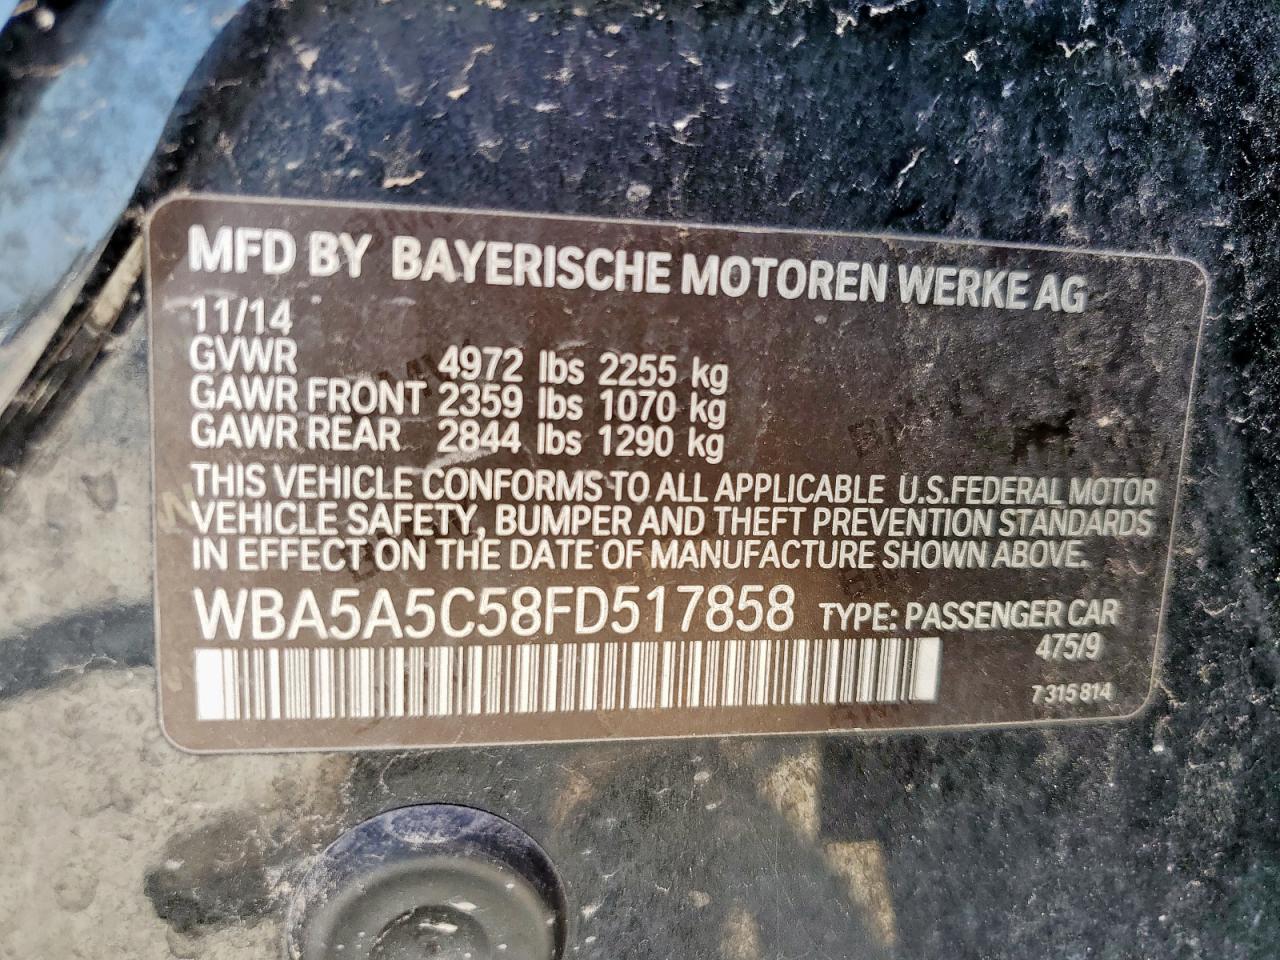 MFD BY BAYERISCHE MOTOREN WERKE AG
11/14
GVWR 4972 lbs 2255 kg
GAWR FRONT 2359 lbs 1070 kg
GAWR REAR 2844 lbs 1290 kg
THIS VEHICLE CONFORMS TO ALL APPLICABLE U.S.FEDERAL MOTOR
VEHICLE SAFETY, BUMPER AND THEFT PREVENTION STANDARDS
IN EFFECT ON THE DATE OF MANUFACTURE SHOWN ABOVE.
WBA5A5C58FD517858 TYPE: PASSENGER CAR
475/9
7 315 814